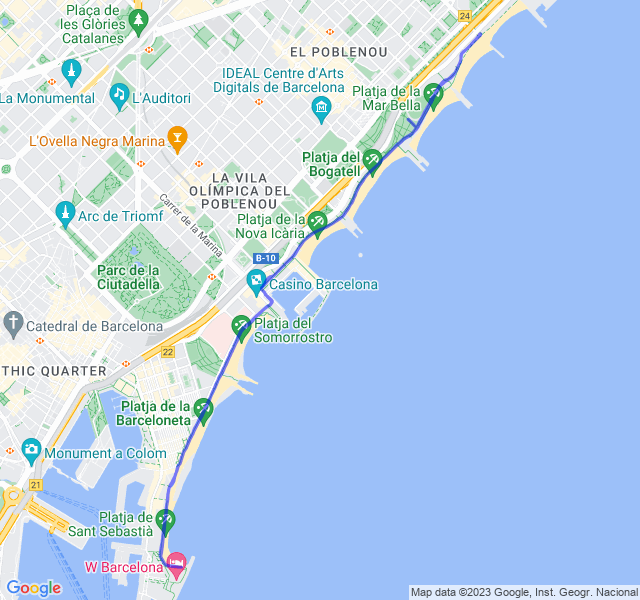 Plaça de
les Glòries
Catalanes
24
EL POBLENOU
La Monumental
L'Auditori
IDEAL Centre d'Arts
Digitals de Barcelona
Platja de la
Mar Bella
L'Ovella Negra Marina
Platja del
Bogatell
LA VILA
OLÍMPICA DEL
POBLENOU
Arc de Triomf
Carrer de la Marina
Platja de la
Nova Icària
B-10
Parc de la
Ciutadella
Casino Barcelona
Catedral de Barcelona
Platja del
Somorrostro
22
THIC QUARTER
Platja de la
Barceloneta
Monument a Colom
21
Platja de
Sant Sebastià
W Barcelona
Google
Map data ©2023 Google, Inst. Geogr. Nacional